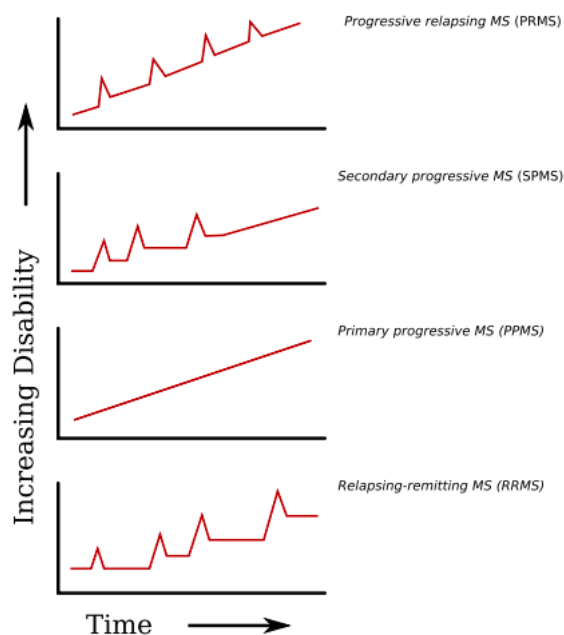 Progressive relapsing MS (PRMS)
Secondary progressive MS (SPMS)
Primary progressive MS (PPMS)
Relapsing-remitting MS (RRMS)
Increasing Disability
Time